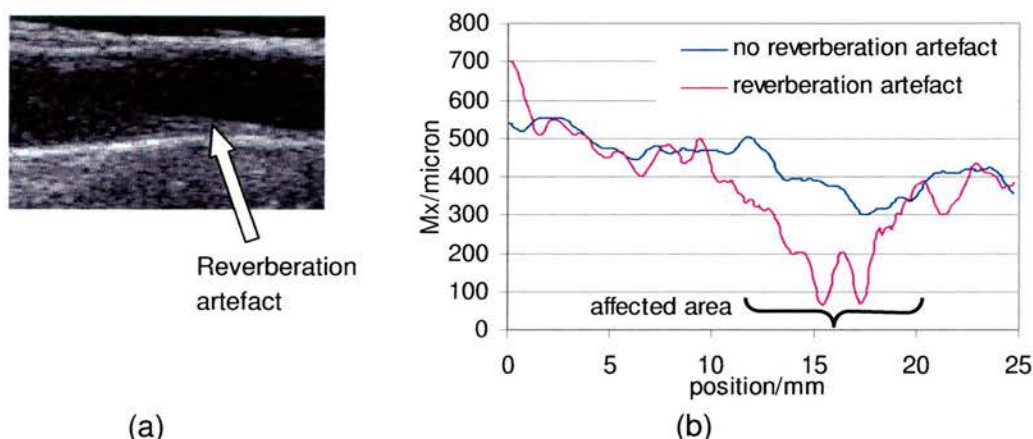 Reverberation
artefact
(a)
800
700
600
500
400
300
200
100
0
Mx/micron
no reverberation artefact
reverberation artefact
affected area
0 5 10 15 20 25
position/mm
(b)